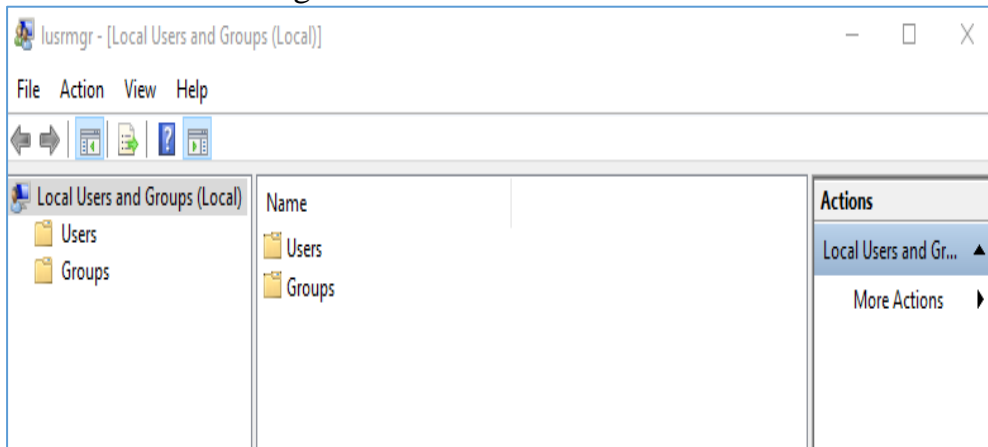 g
lusrmgr - [Local Users and Groups (Local)]
File Action View Help
Local Users and Groups (Local)
Users
Groups
Name
Users
Groups
Actions
Local Users and Gr...
More Actions